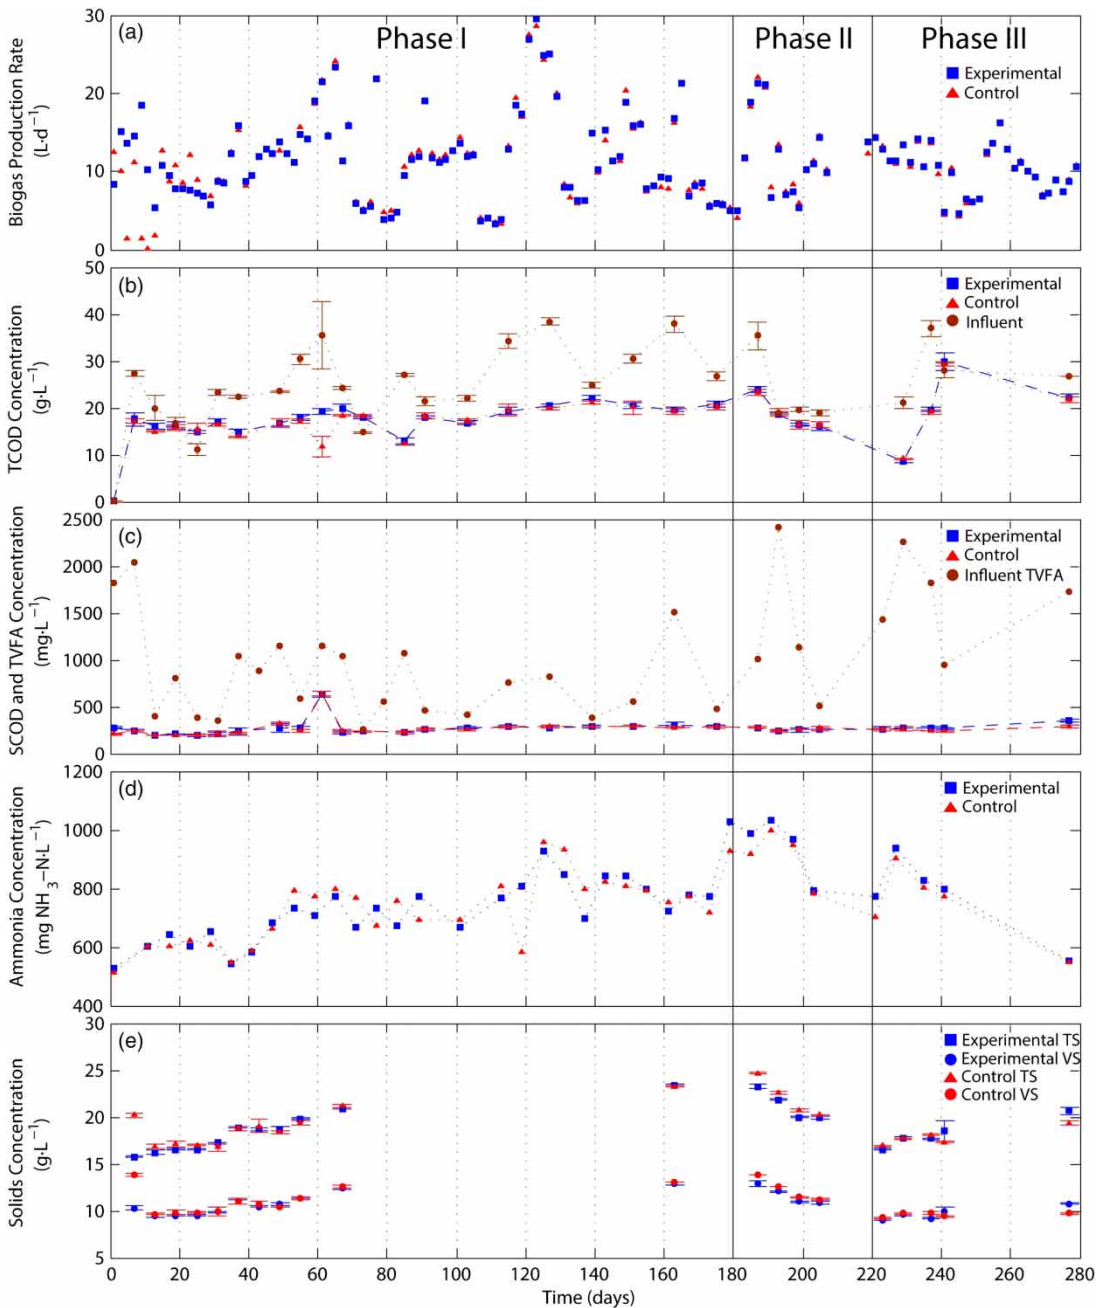 (a)
Phase I
Phase II
Phase III
Experimental
Control
Biogas Production Rate
(L·d⁻¹)
30
20
10
0
(b)
Experimental
Control
Influent
TCOD Concentration
(g·L⁻¹)
50
40
30
20
10
0
(c)
Experimental
Control
Influent TVFA
SCOD and TVFA Concentration
(mg·L⁻¹)
2500
2000
1500
1000
500
0
(d)
Experimental
Control
Ammonia Concentration
(mg NH₃–N·L⁻¹)
1200
1000
800
600
400
(e)
Experimental TS
Experimental VS
Control TS
Control VS
Solids Concentration
(g·L⁻¹)
30
25
20
15
10
5
0 20 40 60 80 100 120 140 160 180 200 220 240 260 280
Time (days)